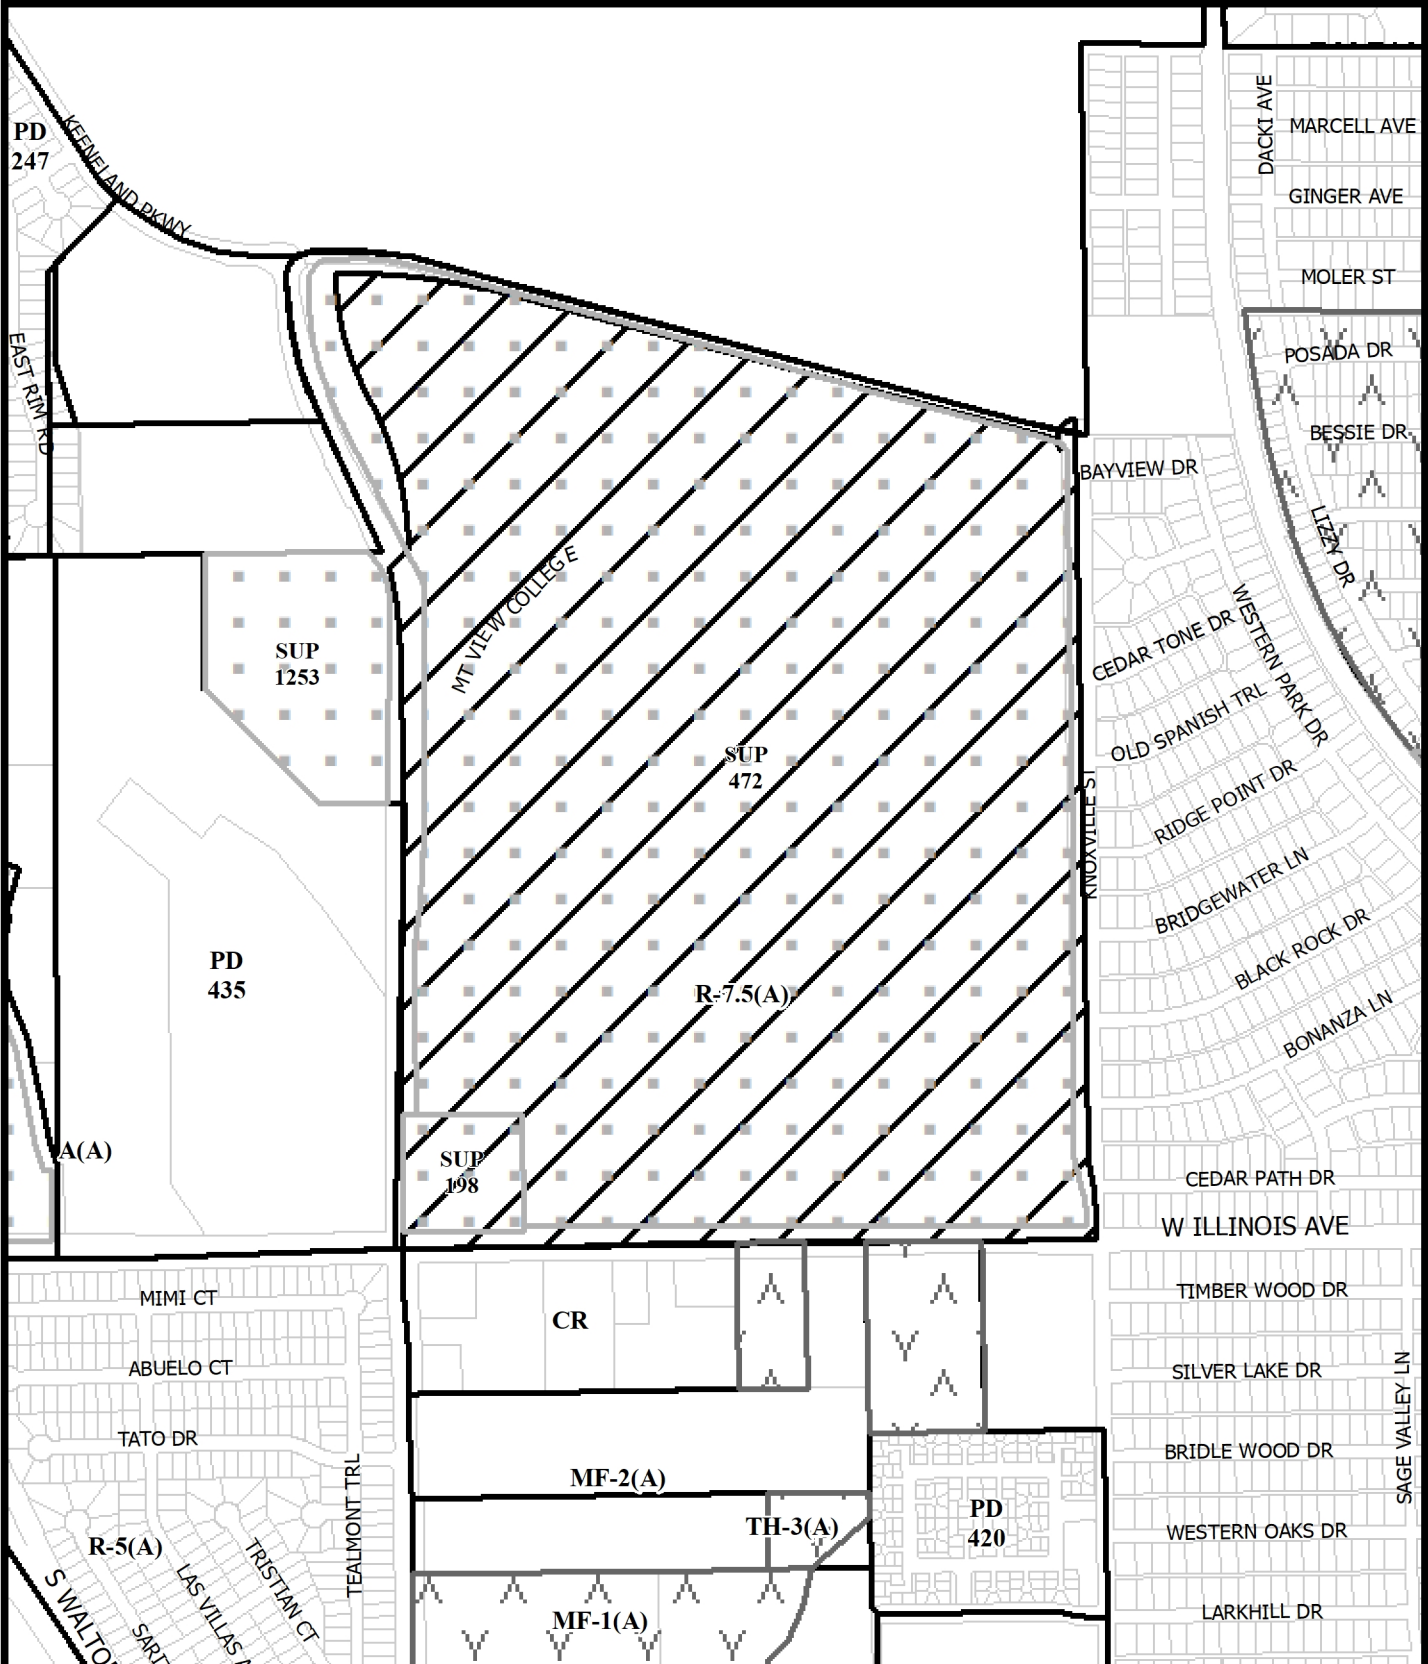 DACKI AVE
MARCELL AVE
PD
247
KEENELAND PKWY
GINGER AVE
MOLER ST
EAST RIM RD
POSADA DR
BESSIE DR
BAYVIEW DR
LIZZY DR
MT VIEW COLLEGE
WESTERN PARK DR
CEDAR TONE DR
SUP
1253
OLD SPANISH TRL
SUP
472
RIDGE POINT DR
KNOXVILLE ST
BRIDGEWATER LN
BLACK ROCK DR
PD
435
R-7.5(A)
BONANZA LN
A(A)
SUP
198
CEDAR PATH DR
W ILLINOIS AVE
MIMI CT
TIMBER WOOD DR
CR
ABUELO CT
SILVER LAKE DR
SAGE VALLEY LN
TATO DR
BRIDLE WOOD DR
MF-2(A)
TEALMONT TRL
PD
420
TH-3(A)
WESTERN OAKS DR
R-5(A)
TRISTIAN CT
LAS VILLAS
S WALTO
SARI
MF-1(A)
LARKHILL DR